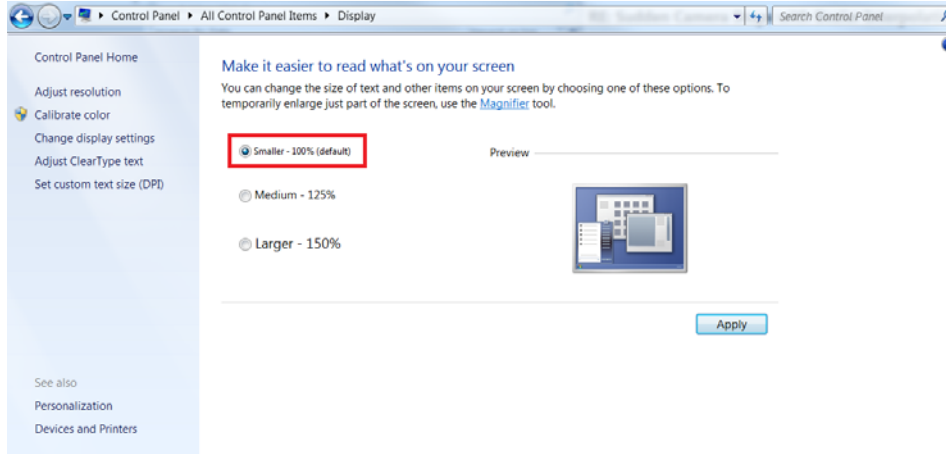 Control Panel ▸ All Control Panel Items ▸ Display
Search Control Panel
Control Panel Home
Adjust resolution
Calibrate color
Change display settings
Adjust ClearType text
Set custom text size (DPI)
See also
Personalization
Devices and Printers
Make it easier to read what's on your screen
You can change the size of text and other items on your screen by choosing one of these options. To
temporarily enlarge just part of the screen, use the Magnifier tool.
Smaller - 100% (default)
Medium - 125%
Larger - 150%
Preview
Apply